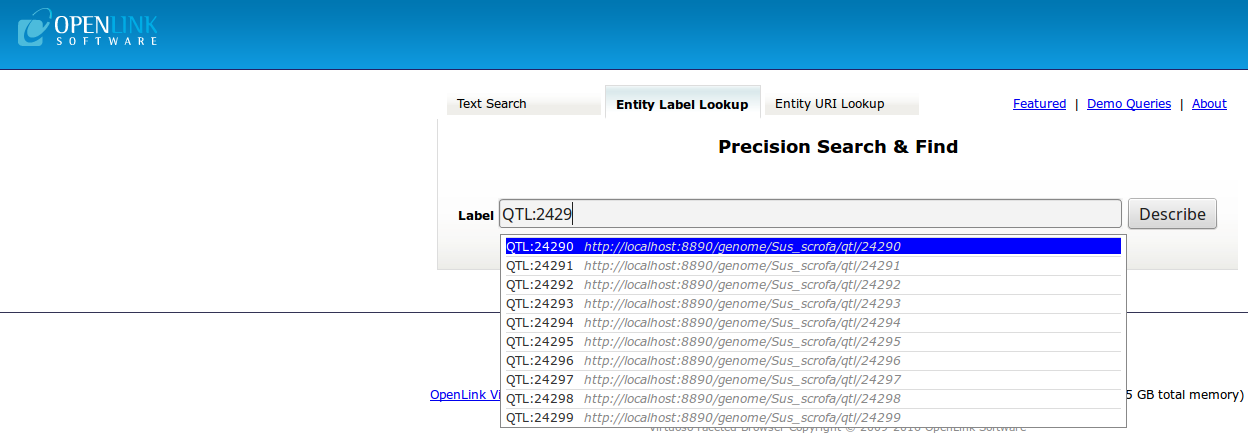 OPENLINK
SOFTWARE
Text Search
Entity Label Lookup
Entity URI Lookup
Featured | Demo Queries | About
Precision Search & Find
Label QTL:2429 Describe
QTL:24290 http://localhost:8890/genome/Sus_scrofa/qtl/24290
QTL:24291 http://localhost:8890/genome/Sus_scrofa/qtl/24291
QTL:24292 http://localhost:8890/genome/Sus_scrofa/qtl/24292
QTL:24293 http://localhost:8890/genome/Sus_scrofa/qtl/24293
QTL:24294 http://localhost:8890/genome/Sus_scrofa/qtl/24294
QTL:24295 http://localhost:8890/genome/Sus_scrofa/qtl/24295
QTL:24296 http://localhost:8890/genome/Sus_scrofa/qtl/24296
QTL:24297 http://localhost:8890/genome/Sus_scrofa/qtl/24297
QTL:24298 http://localhost:8890/genome/Sus_scrofa/qtl/24298
QTL:24299 http://localhost:8890/genome/Sus_scrofa/qtl/24299
OpenLink Vi 5 GB total memory)
Virtuoso Faceted Browser Copyright © 2009-2016 OpenLink Software